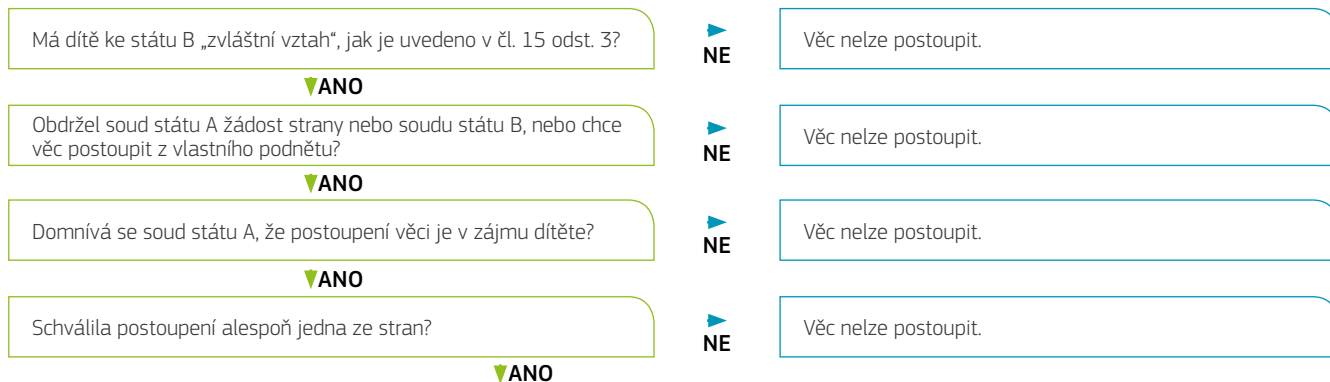 Má dítě ke státu B „zvláštní vztah“, jak je uvedeno v čl. 15 odst. 3?
NE
Věc nelze postoupit.
ANO
Obdržel soud státu A žádost strany nebo soudu státu B, nebo chce
věc postoupit z vlastního podnětu?
NE
Věc nelze postoupit.
ANO
Domnívá se soud státu A, že postoupení věci je v zájmu dítěte?
NE
Věc nelze postoupit.
ANO
Schválila postoupení alespoň jedna ze stran?
NE
Věc nelze postoupit.
ANO